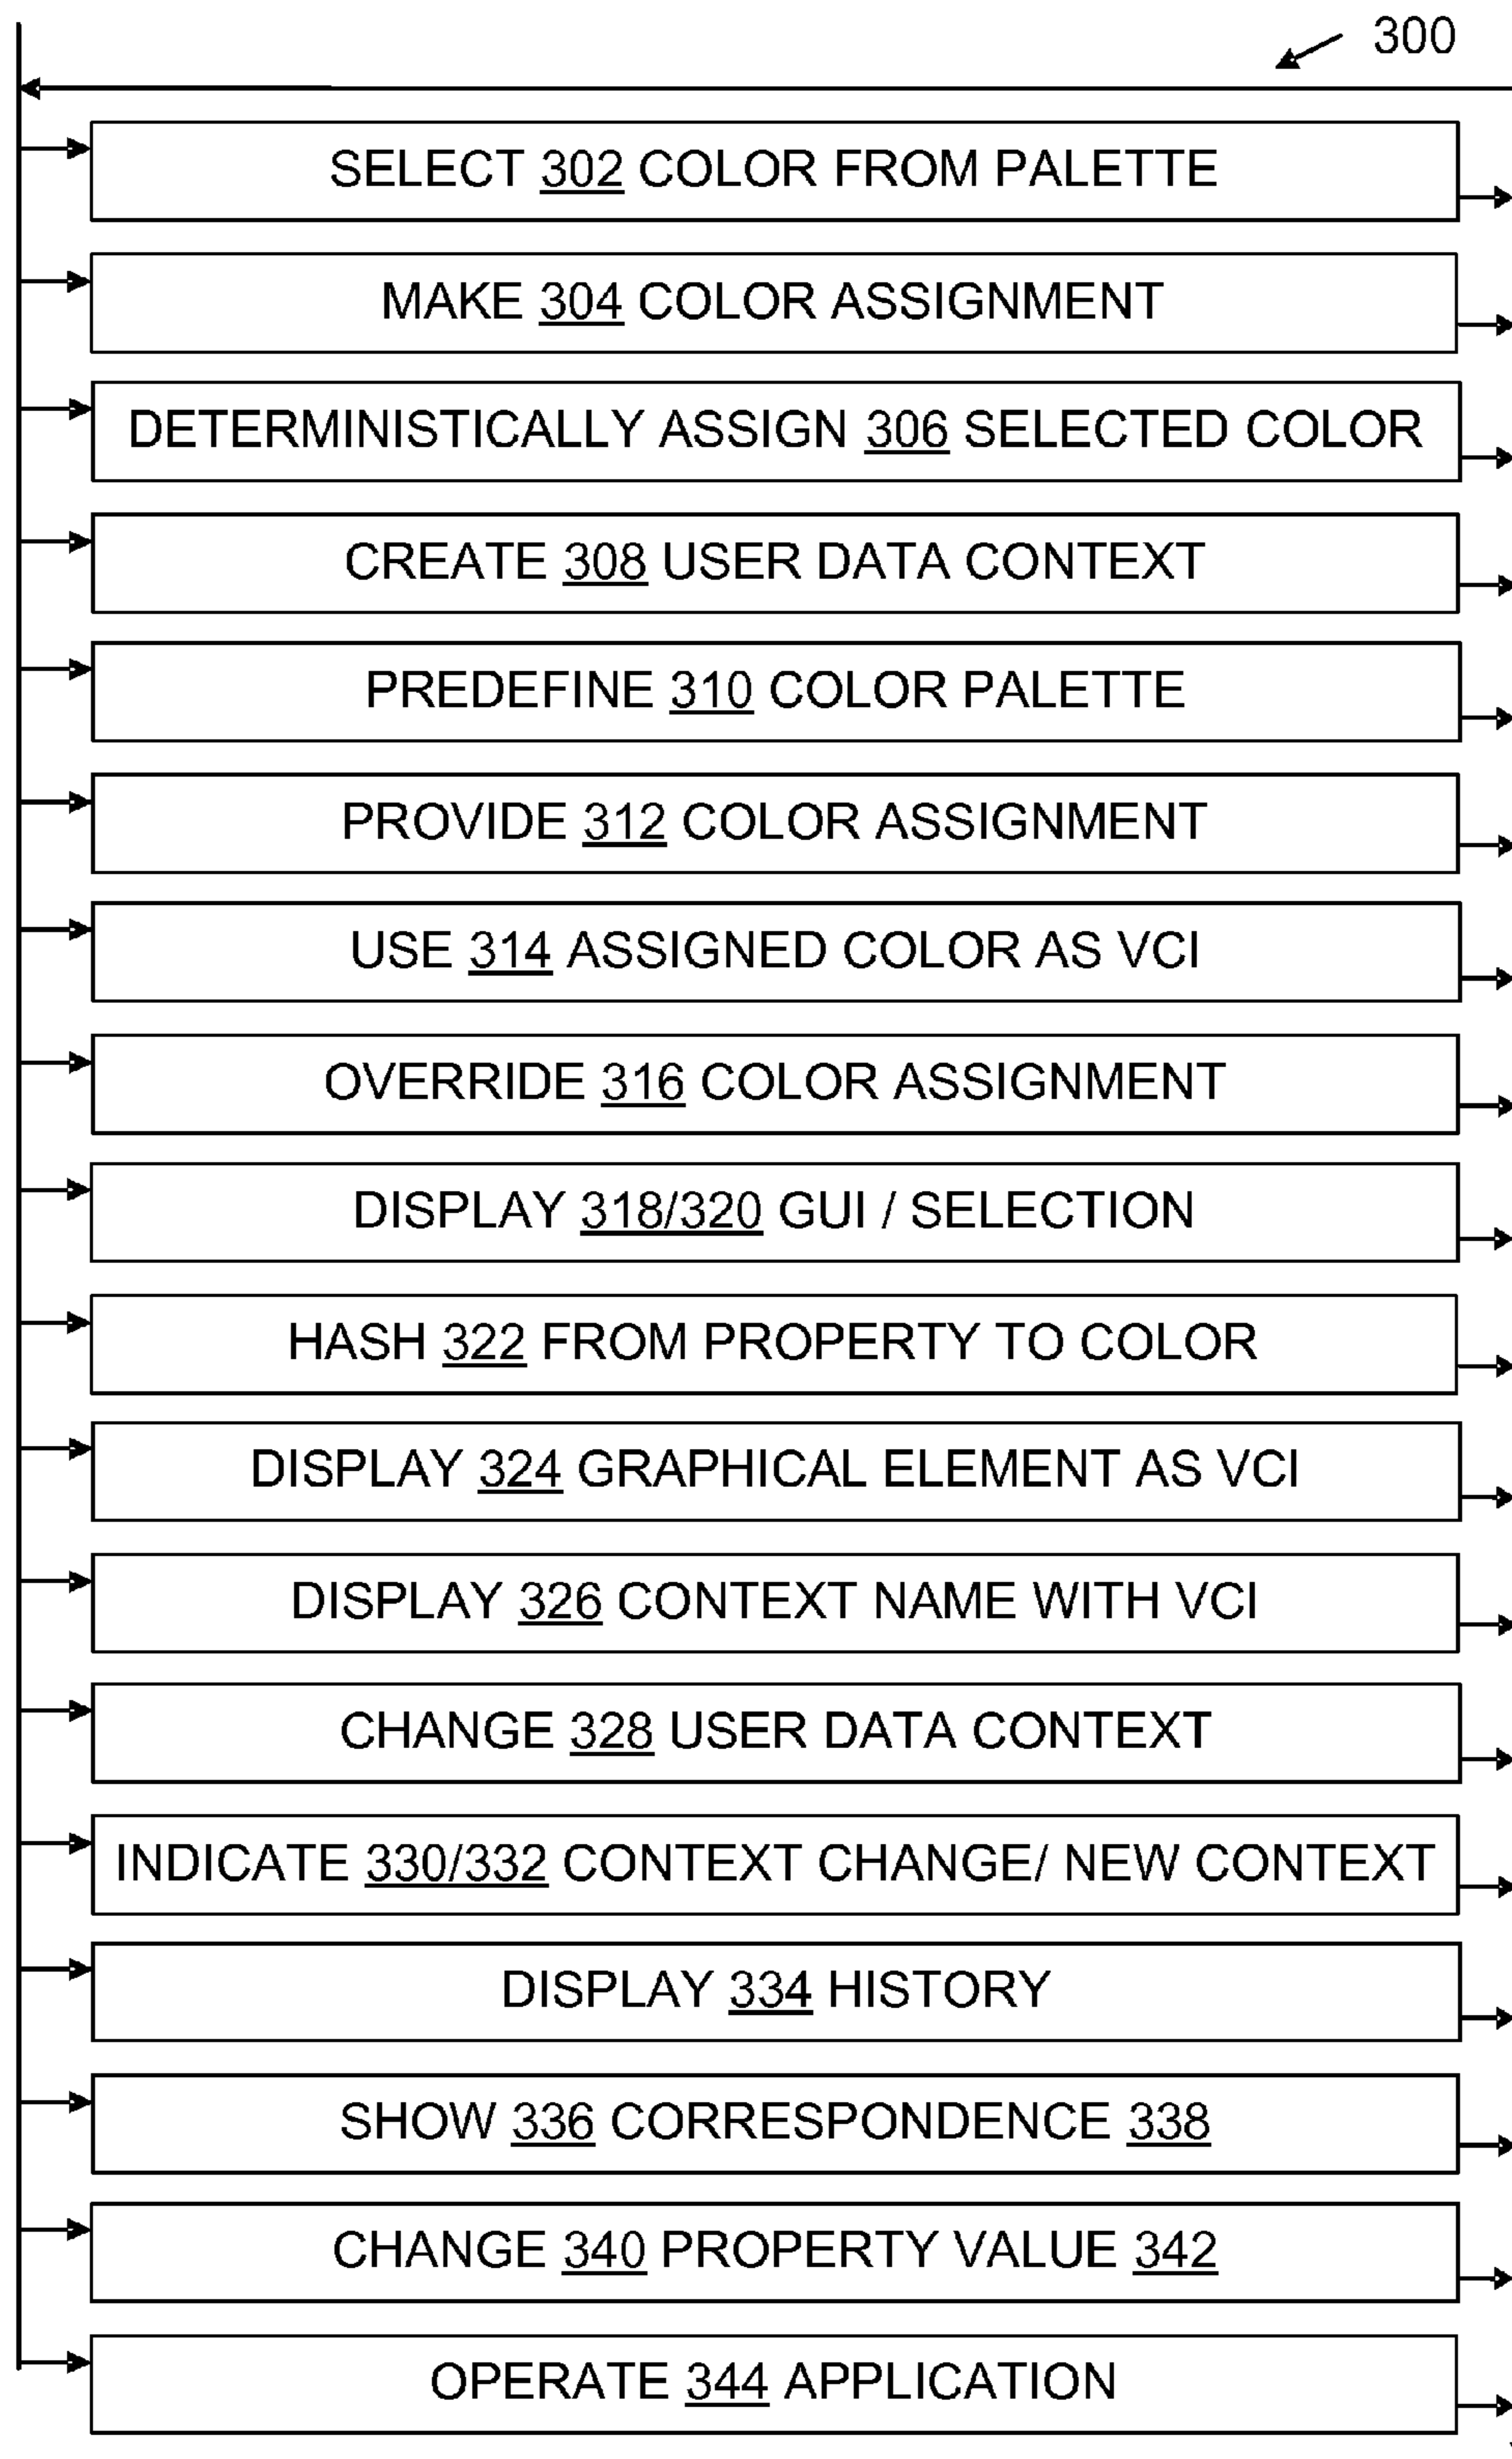 300
SELECT 302 COLOR FROM PALETTE
MAKE 304 COLOR ASSIGNMENT
DETERMINISTICALLY ASSIGN 306 SELECTED COLOR
CREATE 308 USER DATA CONTEXT
PREDEFINE 310 COLOR PALETTE
PROVIDE 312 COLOR ASSIGNMENT
USE 314 ASSIGNED COLOR AS VCI
OVERRIDE 316 COLOR ASSIGNMENT
DISPLAY 318/320 GUI / SELECTION
HASH 322 FROM PROPERTY TO COLOR
DISPLAY 324 GRAPHICAL ELEMENT AS VCI
DISPLAY 326 CONTEXT NAME WITH VCI
CHANGE 328 USER DATA CONTEXT
INDICATE 330/332 CONTEXT CHANGE/ NEW CONTEXT
DISPLAY 334 HISTORY
SHOW 336 CORRESPONDENCE 338
CHANGE 340 PROPERTY VALUE 342
OPERATE 344 APPLICATION